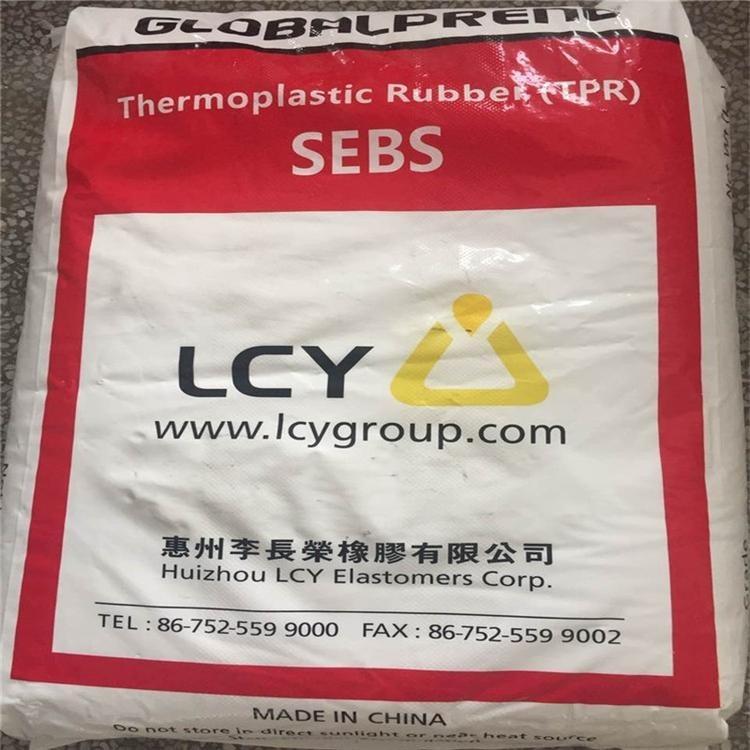 GLOBALPRENE
Thermoplastic Rubber (TPR)
SEBS
LCY
www.lcygroup.com
惠州李長榮橡膠有限公司
Huizhou LCY Elastomers Corp.
TEL : 86-752-559 9000 FAX : 86-752-559 9002
MADE IN CHINA
Do not store in direct sunlight or near heat source